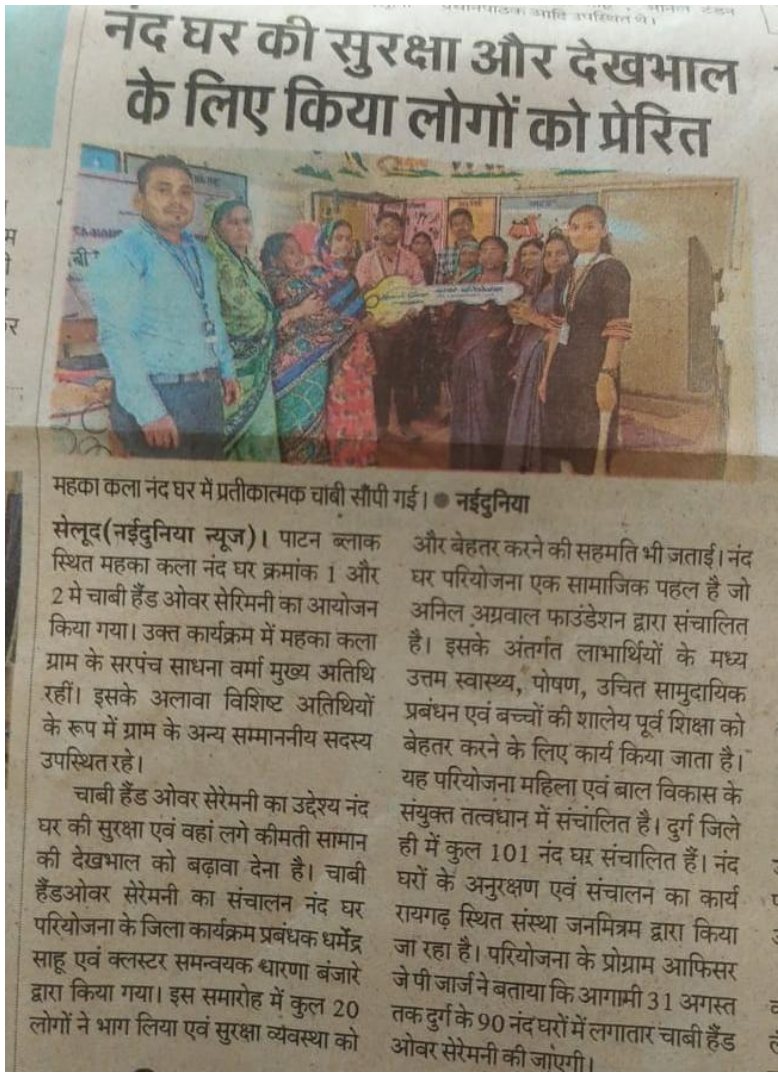 प्रधानपाठक आदि उपस्थित थे।
नंद घर की सुरक्षा और देखभाल
के लिए किया लोगों को प्रेरित
महका कला नंद घर में प्रतीकात्मक चाबी सौंपी गई। ● नईदुनिया
सेलूद(नईदुनिया न्यूज)। पाटन ब्लाक
स्थित महका कला नंद घर क्रमांक 1 और
2 मे चाबी हैंड ओवर सेरिमनी का आयोजन
किया गया। उक्त कार्यक्रम में महका कला
ग्राम के सरपंच साधना वर्मा मुख्य अतिथि
रहीं। इसके अलावा विशिष्ट अतिथियों
के रूप में ग्राम के अन्य सम्माननीय सदस्य
उपस्थित रहे।
चाबी हैंड ओवर सेरेमनी का उद्देश्य नंद
घर की सुरक्षा एवं वहां लगे कीमती सामान
की देखभाल को बढ़ावा देना है। चाबी
हैंडओवर सेरेमनी का संचालन नंद घर
परियोजना के जिला कार्यक्रम प्रबंधक धर्मेंद्र
साहू एवं क्लस्टर समन्वयक धारणा बंजारे
द्वारा किया गया। इस समारोह में कुल 20
लोगों ने भाग लिया एवं सुरक्षा व्यवस्था को
और बेहतर करने की सहमति भी जताई। नंद
घर परियोजना एक सामाजिक पहल है जो
अनिल अग्रवाल फाउंडेशन द्वारा संचालित
है। इसके अंतर्गत लाभार्थियों के मध्य
उत्तम स्वास्थ्य, पोषण, उचित सामुदायिक
प्रबंधन एवं बच्चों की शालेय पूर्व शिक्षा को
बेहतर करने के लिए कार्य किया जाता है।
यह परियोजना महिला एवं बाल विकास के
संयुक्त तत्वधान में संचालित है। दुर्ग जिले
ही में कुल 101 नंद घर संचालित हैं। नंद
घरों के अनुरक्षण एवं संचालन का कार्य
रायगढ़ स्थित संस्था जनमित्रम द्वारा किया
जा रहा है। परियोजना के प्रोग्राम आफिसर
जे पी जार्ज ने बताया कि आगामी 31 अगस्त
तक दुर्ग के 90 नंद घरों में लगातार चाबी हैंड
ओवर सेरेमनी की जाएगी।